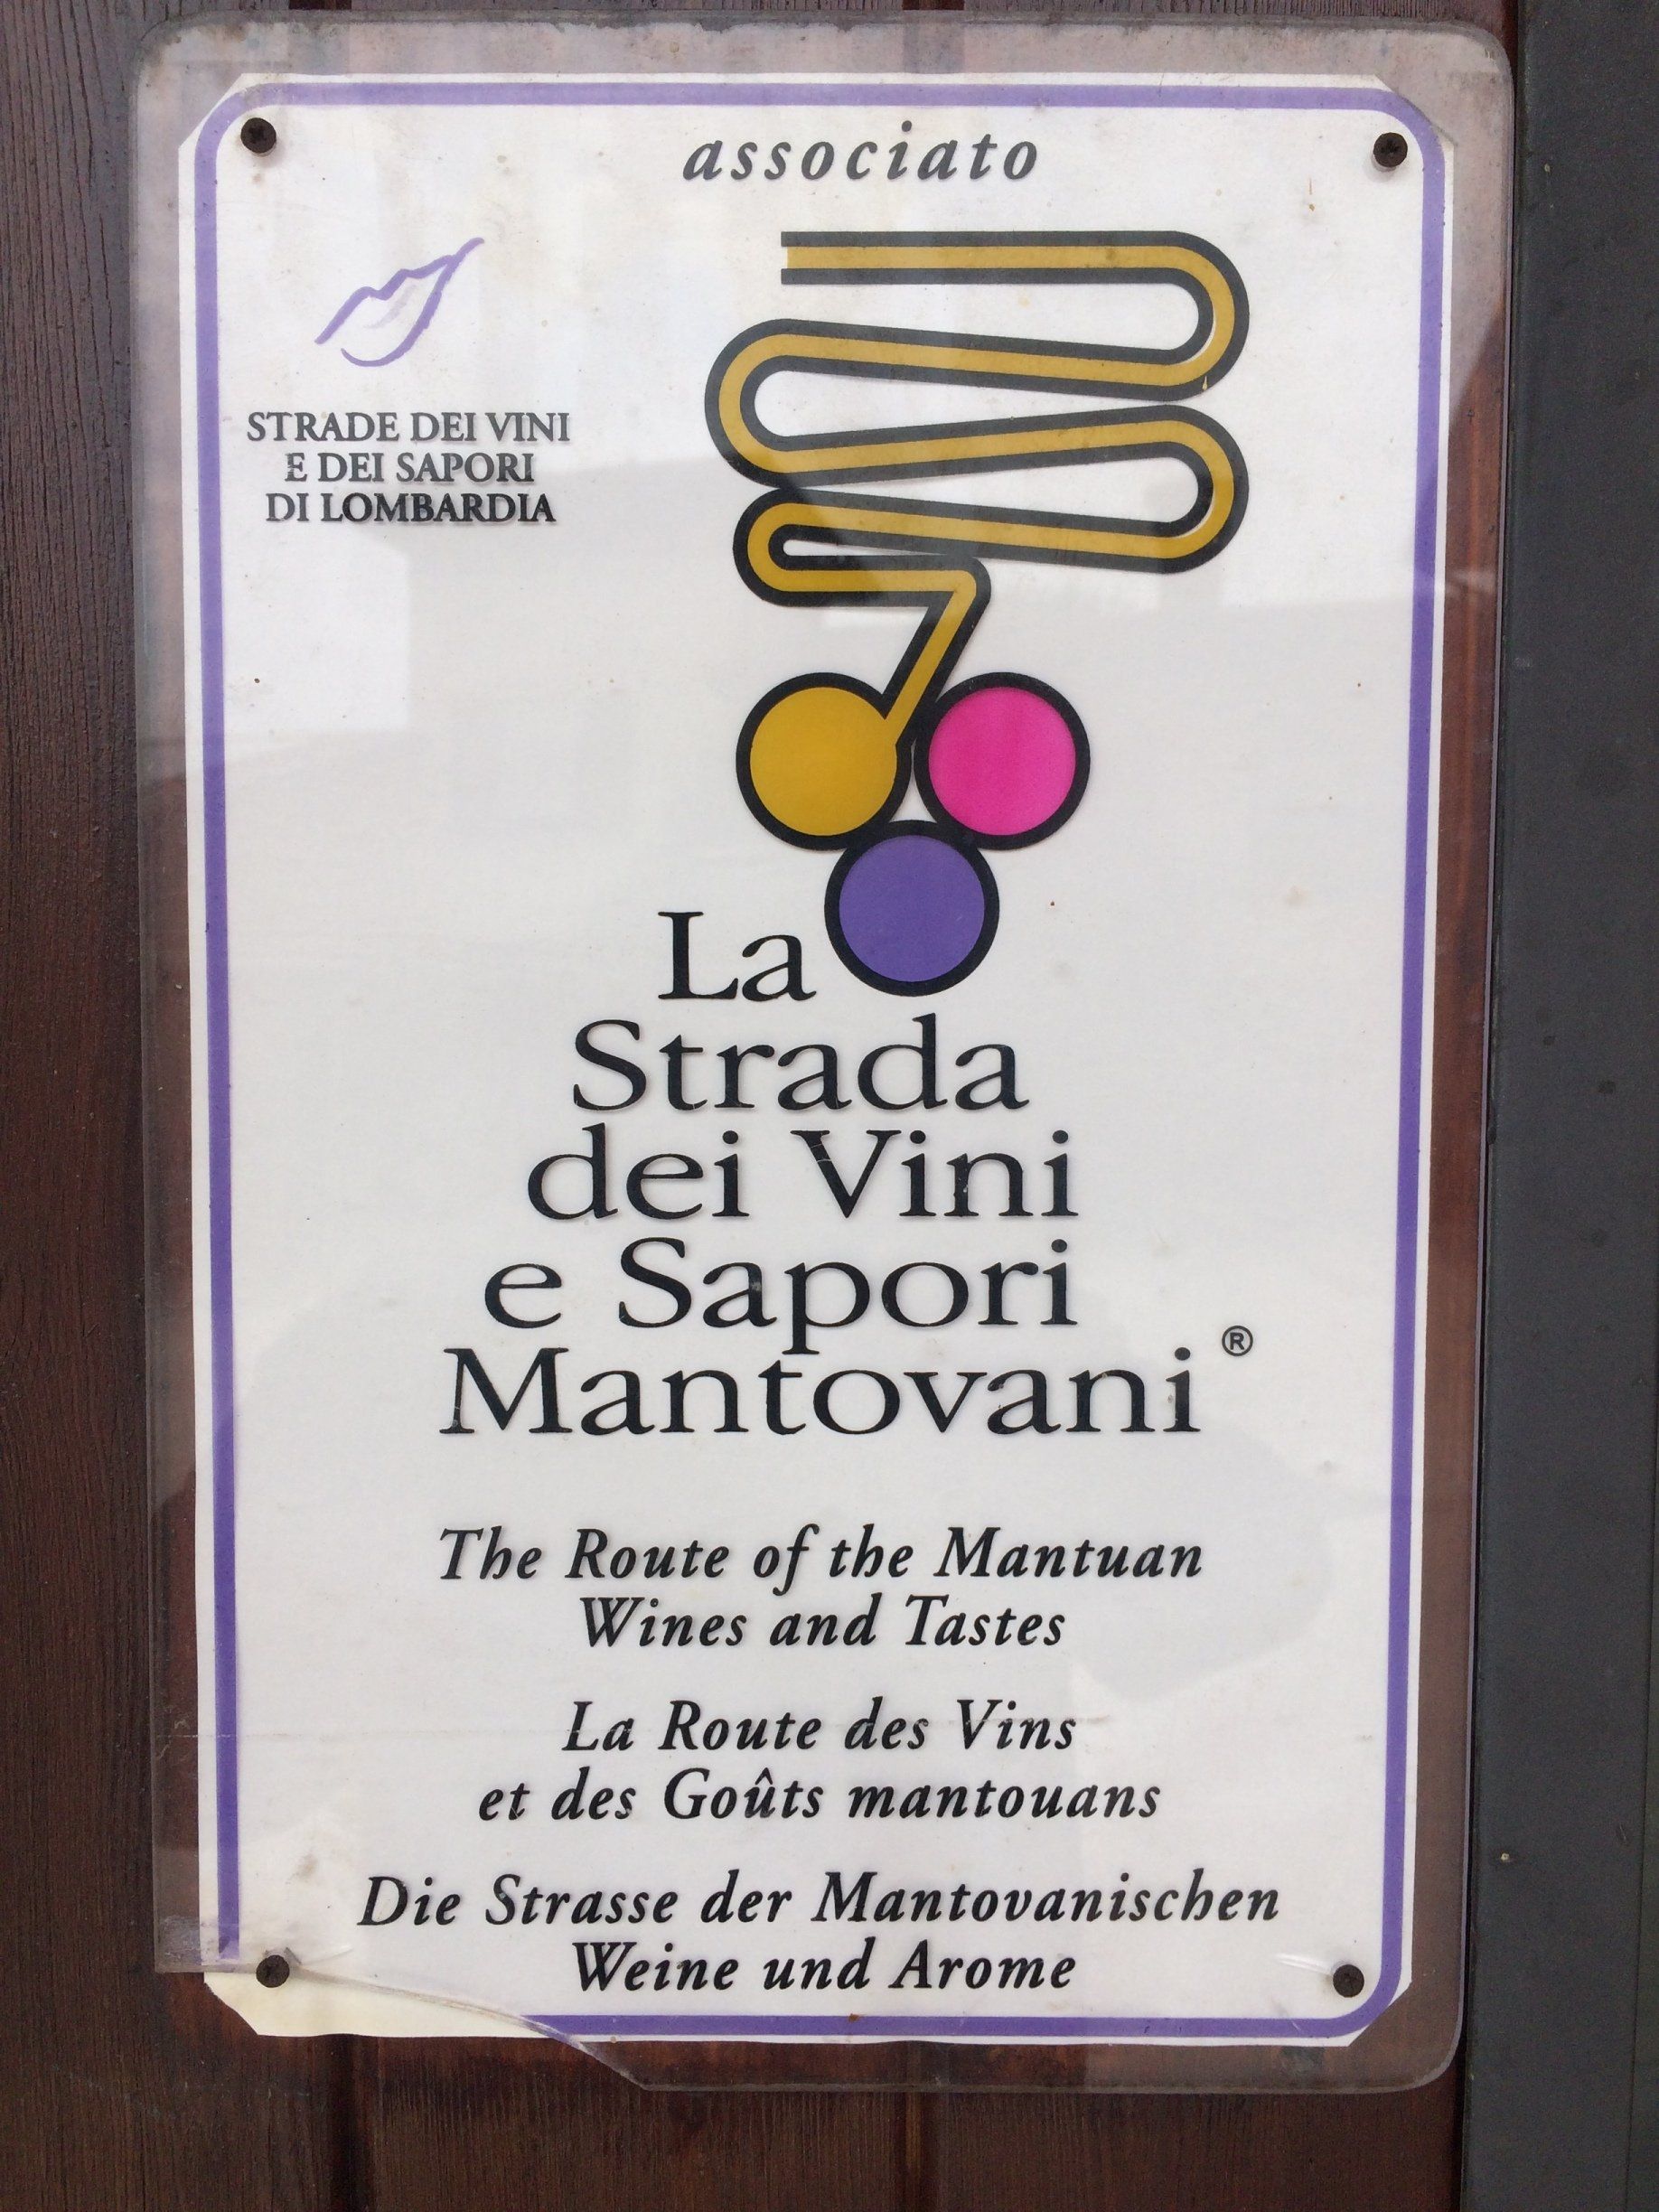 associato
STRADE DEI VINI
E DEI SAPORI
DI LOMBARDIA
La
Strada
dei Vini
e Sapori
Mantovani ®
The Route of the Mantuan
Wines and Tastes
La Route des Vins
et des Goûts mantouans
Die Strasse der Mantovanischen
Weine und Arome